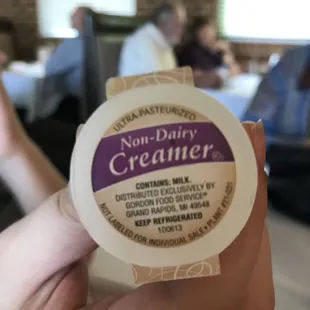 ULTRA-PASTEURIZED
Non-Dairy
Creamer
CONTAINS: MILK.
DISTRIBUTED EXCLUSIVELY BY
GORDON FOOD SERVICE®
GRAND RAPIDS, MI 49548
KEEP REFRIGERATED
100613
NOT LABELED FOR INDIVIDUAL SALE • PLANT #